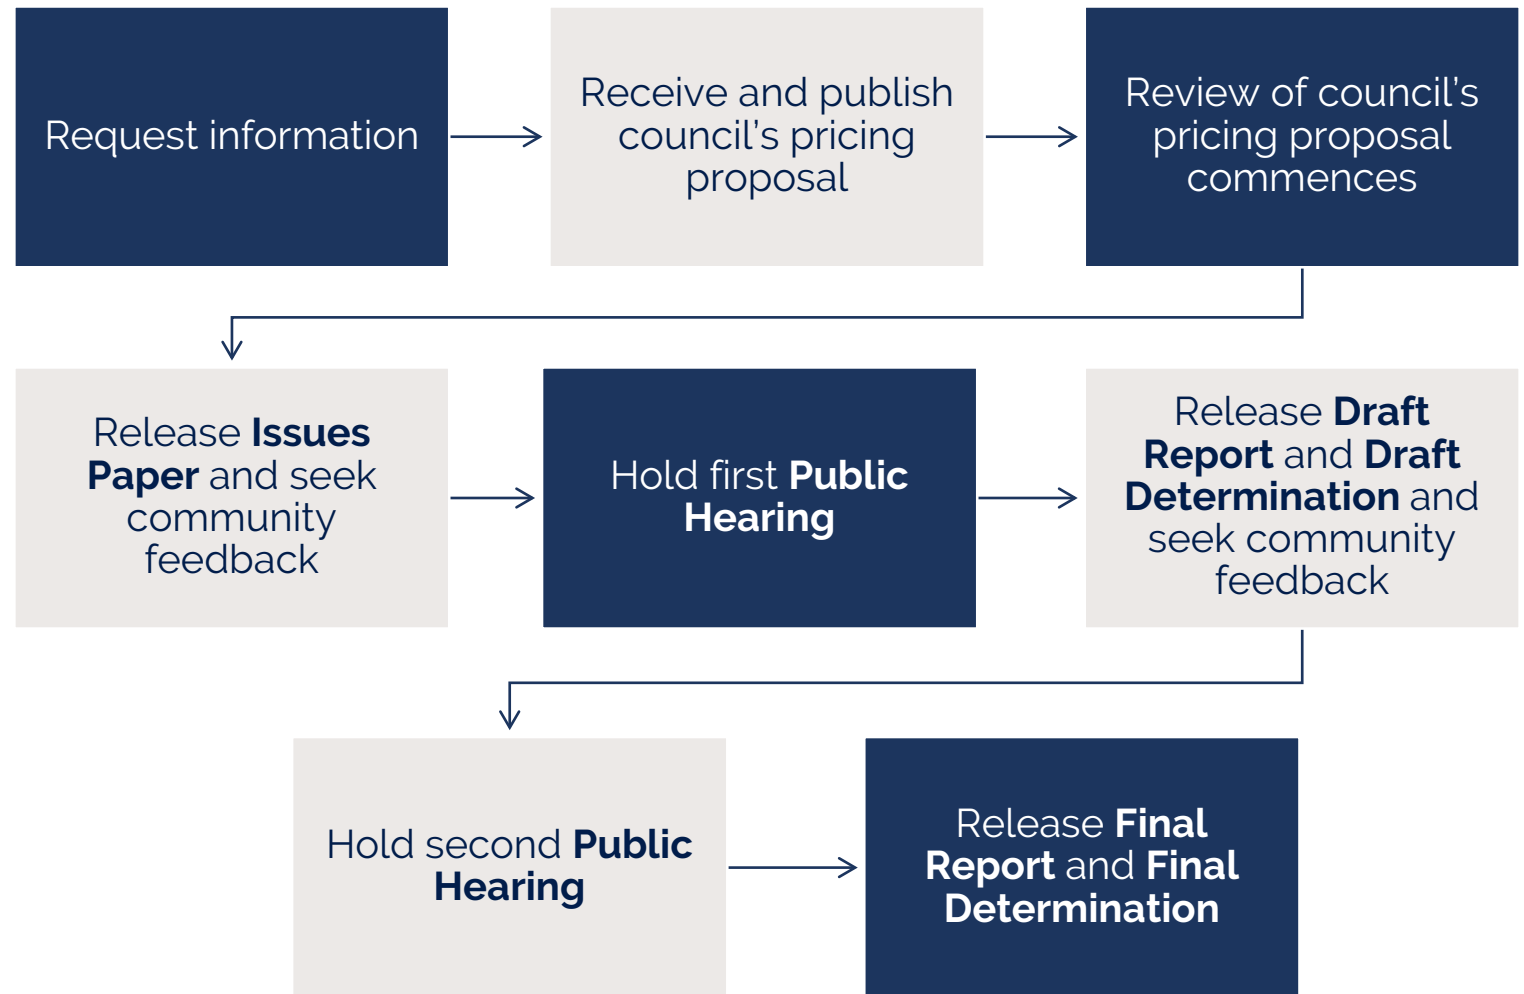 Request information
Receive and publish
council's pricing
proposal
Review of council's
pricing proposal
commences
Release Issues
Paper and seek
community
feedback
Hold first Public
Hearing
Release Draft
Report and Draft
Determination and
seek community
feedback
Hold second Public
Hearing
Release Final
Report and Final
Determination